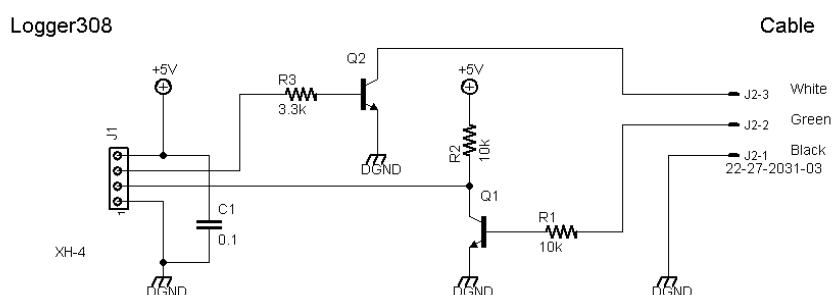 Logger308
Cable
Q2
+5V
+5V
R3
3.3k
J2-3 White
J2-2 Green
J2-1 Black
22-27-2031-03
J1
R2
10k
DGND
Q1
R1
10k
C1
0.1
1
XH-4
DGND
DGND
DGND